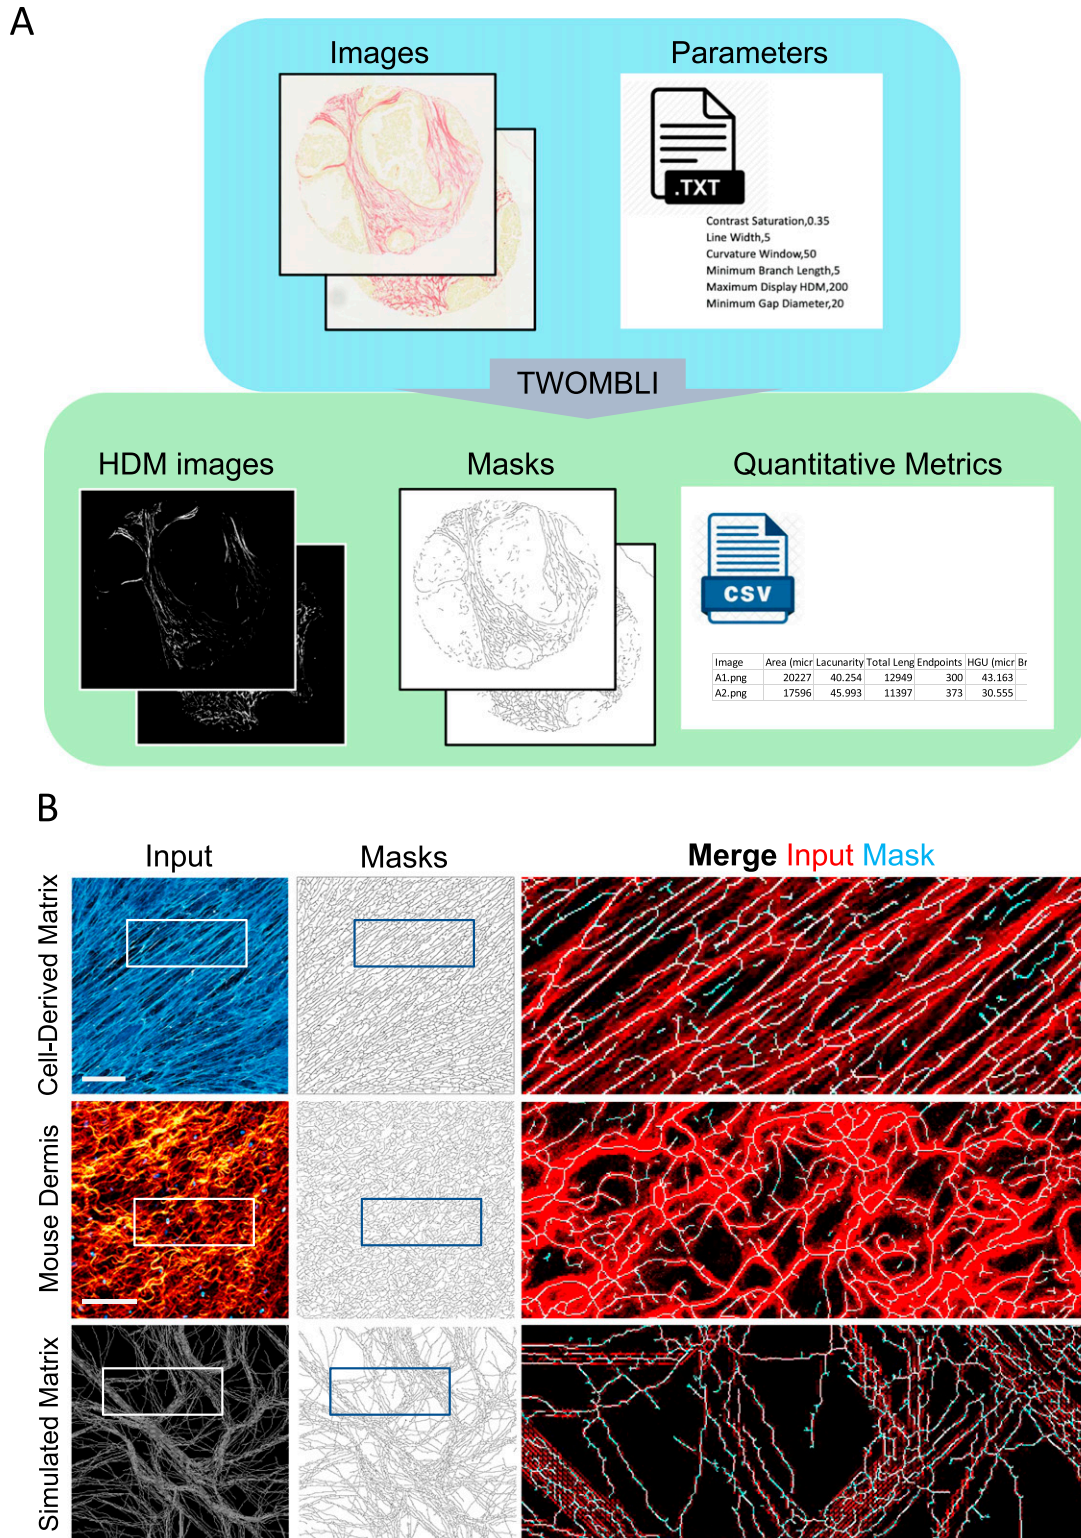 A
Images
Parameters
.TXT
Contrast Saturation,0.35
Line Width,5
Curvature Window,50
Minimum Branch Length,5
Maximum Display HDM,200
Minimum Gap Diameter,20
TWOMBLI
HDM images
Masks
Quantitative Metrics
CSV
Image Area (micr Lacunarity Total Leng Endpoints HGU (micr Br
A1.png 20227 40.254 12949 300 43.163
A2.png 17596 45.993 11397 373 30.555
B
Input
Masks
Merge Input Mask
Cell-Derived Matrix
Mouse Dermis
Simulated Matrix